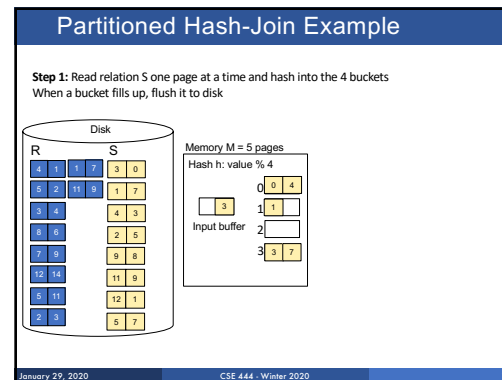 Partitioned Hash-Join Example
Step 1: Read relation S one page at a time and hash into the 4 buckets
When a bucket fills up, flush it to disk
Disk
R S
4 1 1 7 3 0
5 2 11 9 1 7
3 4 4 3
8 6 2 5
7 9 9 8
12 14 11 9
5 11 12 1
2 3 5 7
Memory M = 5 pages
Hash h: value % 4
3
Input buffer
0 0 4
1 1
2
3 3 7
January 29, 2020 CSE 444 - Winter 2020